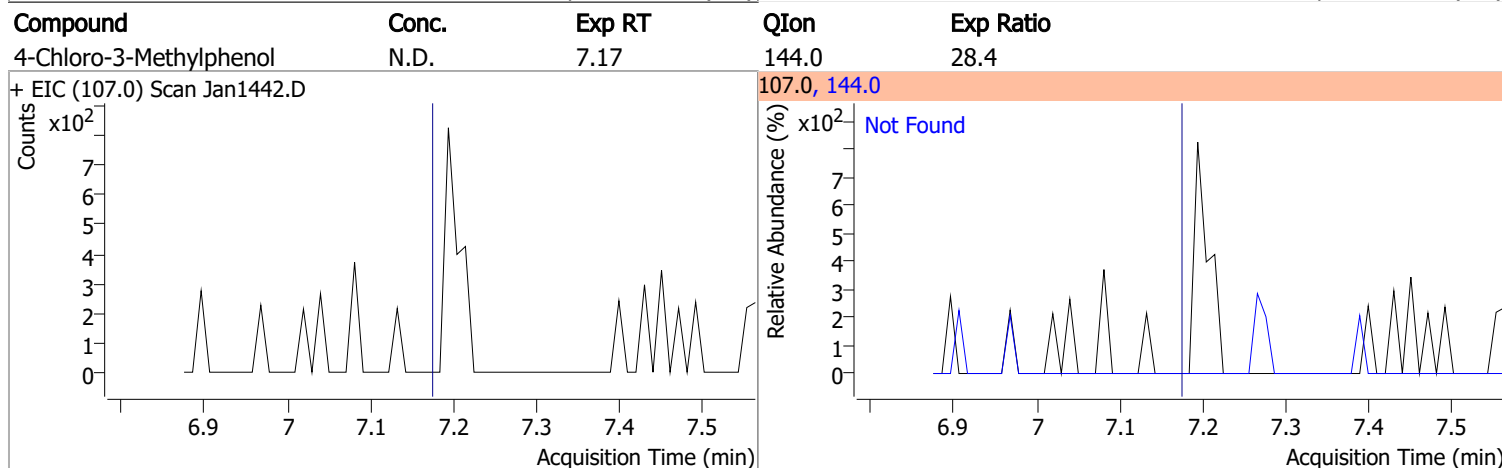 Compound Conc. Exp RT QIon Exp Ratio
4-Chloro-3-Methylphenol N.D. 7.17 144.0 28.4
+ EIC (107.0) Scan Jan1442.D
Counts
x10²
7
6
5
4
3
2
1
0
6.9 7 7.1 7.2 7.3 7.4 7.5
Acquisition Time (min)
107.0, 144.0
Relative Abundance (%)
x10²
Not Found
7
6
5
4
3
2
1
0
6.9 7 7.1 7.2 7.3 7.4 7.5
Acquisition Time (min)